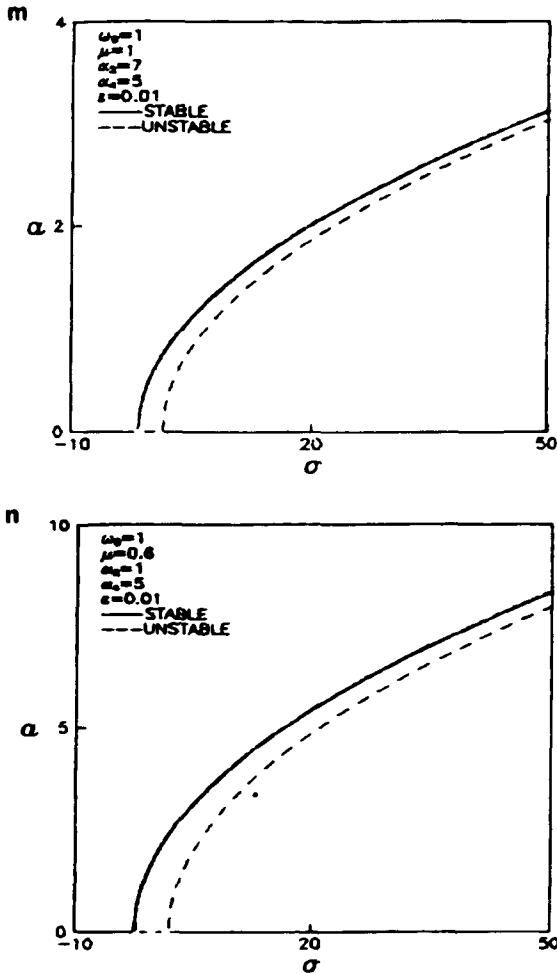 m
4
ω₀=1
μ=1
α₂=7
α₄=5
ε=0.01
STABLE
UNSTABLE
a 2
0
-10 20 50
σ
n
10
ω₀=1
μ=0.6
α₂=1
α₄=5
ε=0.01
STABLE
UNSTABLE
a 5
0
-10 20 50
σ